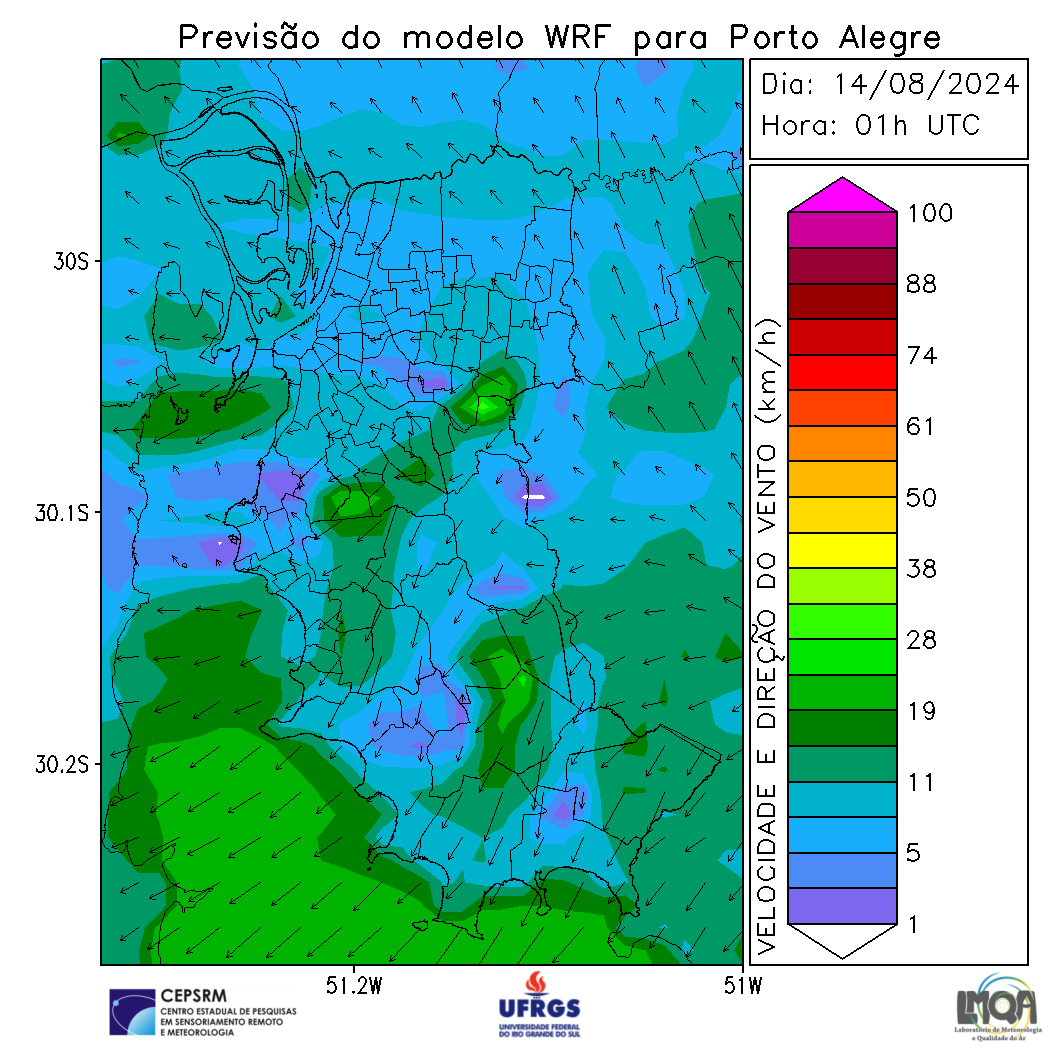 Previsão do modelo WRF para Porto Alegre
Dia: 14/08/2024
Hora: 01h UTC
30S
30.1S
30.2S
51.2W
51W
VELOCIDADE E DIREÇÃO DO VENTO (km/h)
100
88
74
61
50
38
28
19
11
5
1
CEPSRM
CENTRO ESTADUAL DE PESQUISAS
EM SENSORIAMENTO REMOTO
E METEOROLOGIA
UFRGS
UNIVERSIDADE FEDERAL
DO RIO GRANDE DO SUL
LMQA
Laboratório de Meteorologia
e Qualidade do Ar